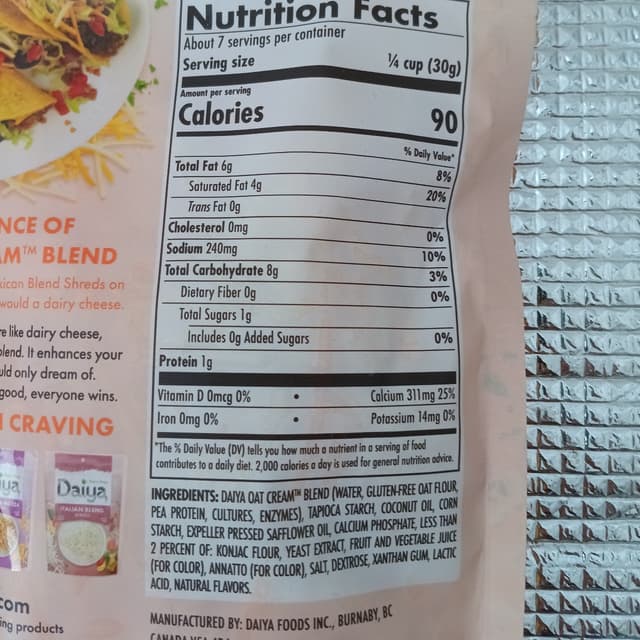 Nutrition Facts
About 7 servings per container
Serving size ¼ cup (30g)
Amount per serving
Calories 90
% Daily Value*
Total Fat 6g 8%
Saturated Fat 4g 20%
Trans Fat 0g
Cholesterol 0mg 0%
Sodium 240mg 10%
Total Carbohydrate 8g 3%
Dietary Fiber 0g 0%
Total Sugars 1g
Includes 0g Added Sugars 0%
Protein 1g
Vitamin D 0mcg 0% • Calcium 311mg 25%
Iron 0mg 0% • Potassium 14mg 0%
*The % Daily Value (DV) tells you how much a nutrient in a serving of food
contributes to a daily diet. 2,000 calories a day is used for general nutrition advice.
INGREDIENTS: DAIYA OAT CREAM™ BLEND (WATER, GLUTEN-FREE OAT FLOUR,
PEA PROTEIN, CULTURES, ENZYMES), TAPIOCA STARCH, COCONUT OIL, CORN
STARCH, EXPELLER PRESSED SAFFLOWER OIL, CALCIUM PHOSPHATE, LESS THAN
2 PERCENT OF: KONJAC FLOUR, YEAST EXTRACT, FRUIT AND VEGETABLE JUICE
(FOR COLOR), ANNATTO (FOR COLOR), SALT, DEXTROSE, XANTHAN GUM, LACTIC
ACID, NATURAL FLAVORS.
MANUFACTURED BY: DAIYA FOODS INC., BURNABY, BC
NCE OF
AM™ BLEND
xican Blend Shreds on
would a dairy cheese.
re like dairy cheese,
blend. It enhances your
uld only dream of.
good, everyone wins.
CRAVING
iya
Daiya
ITALIAN BLEND
com
ing products